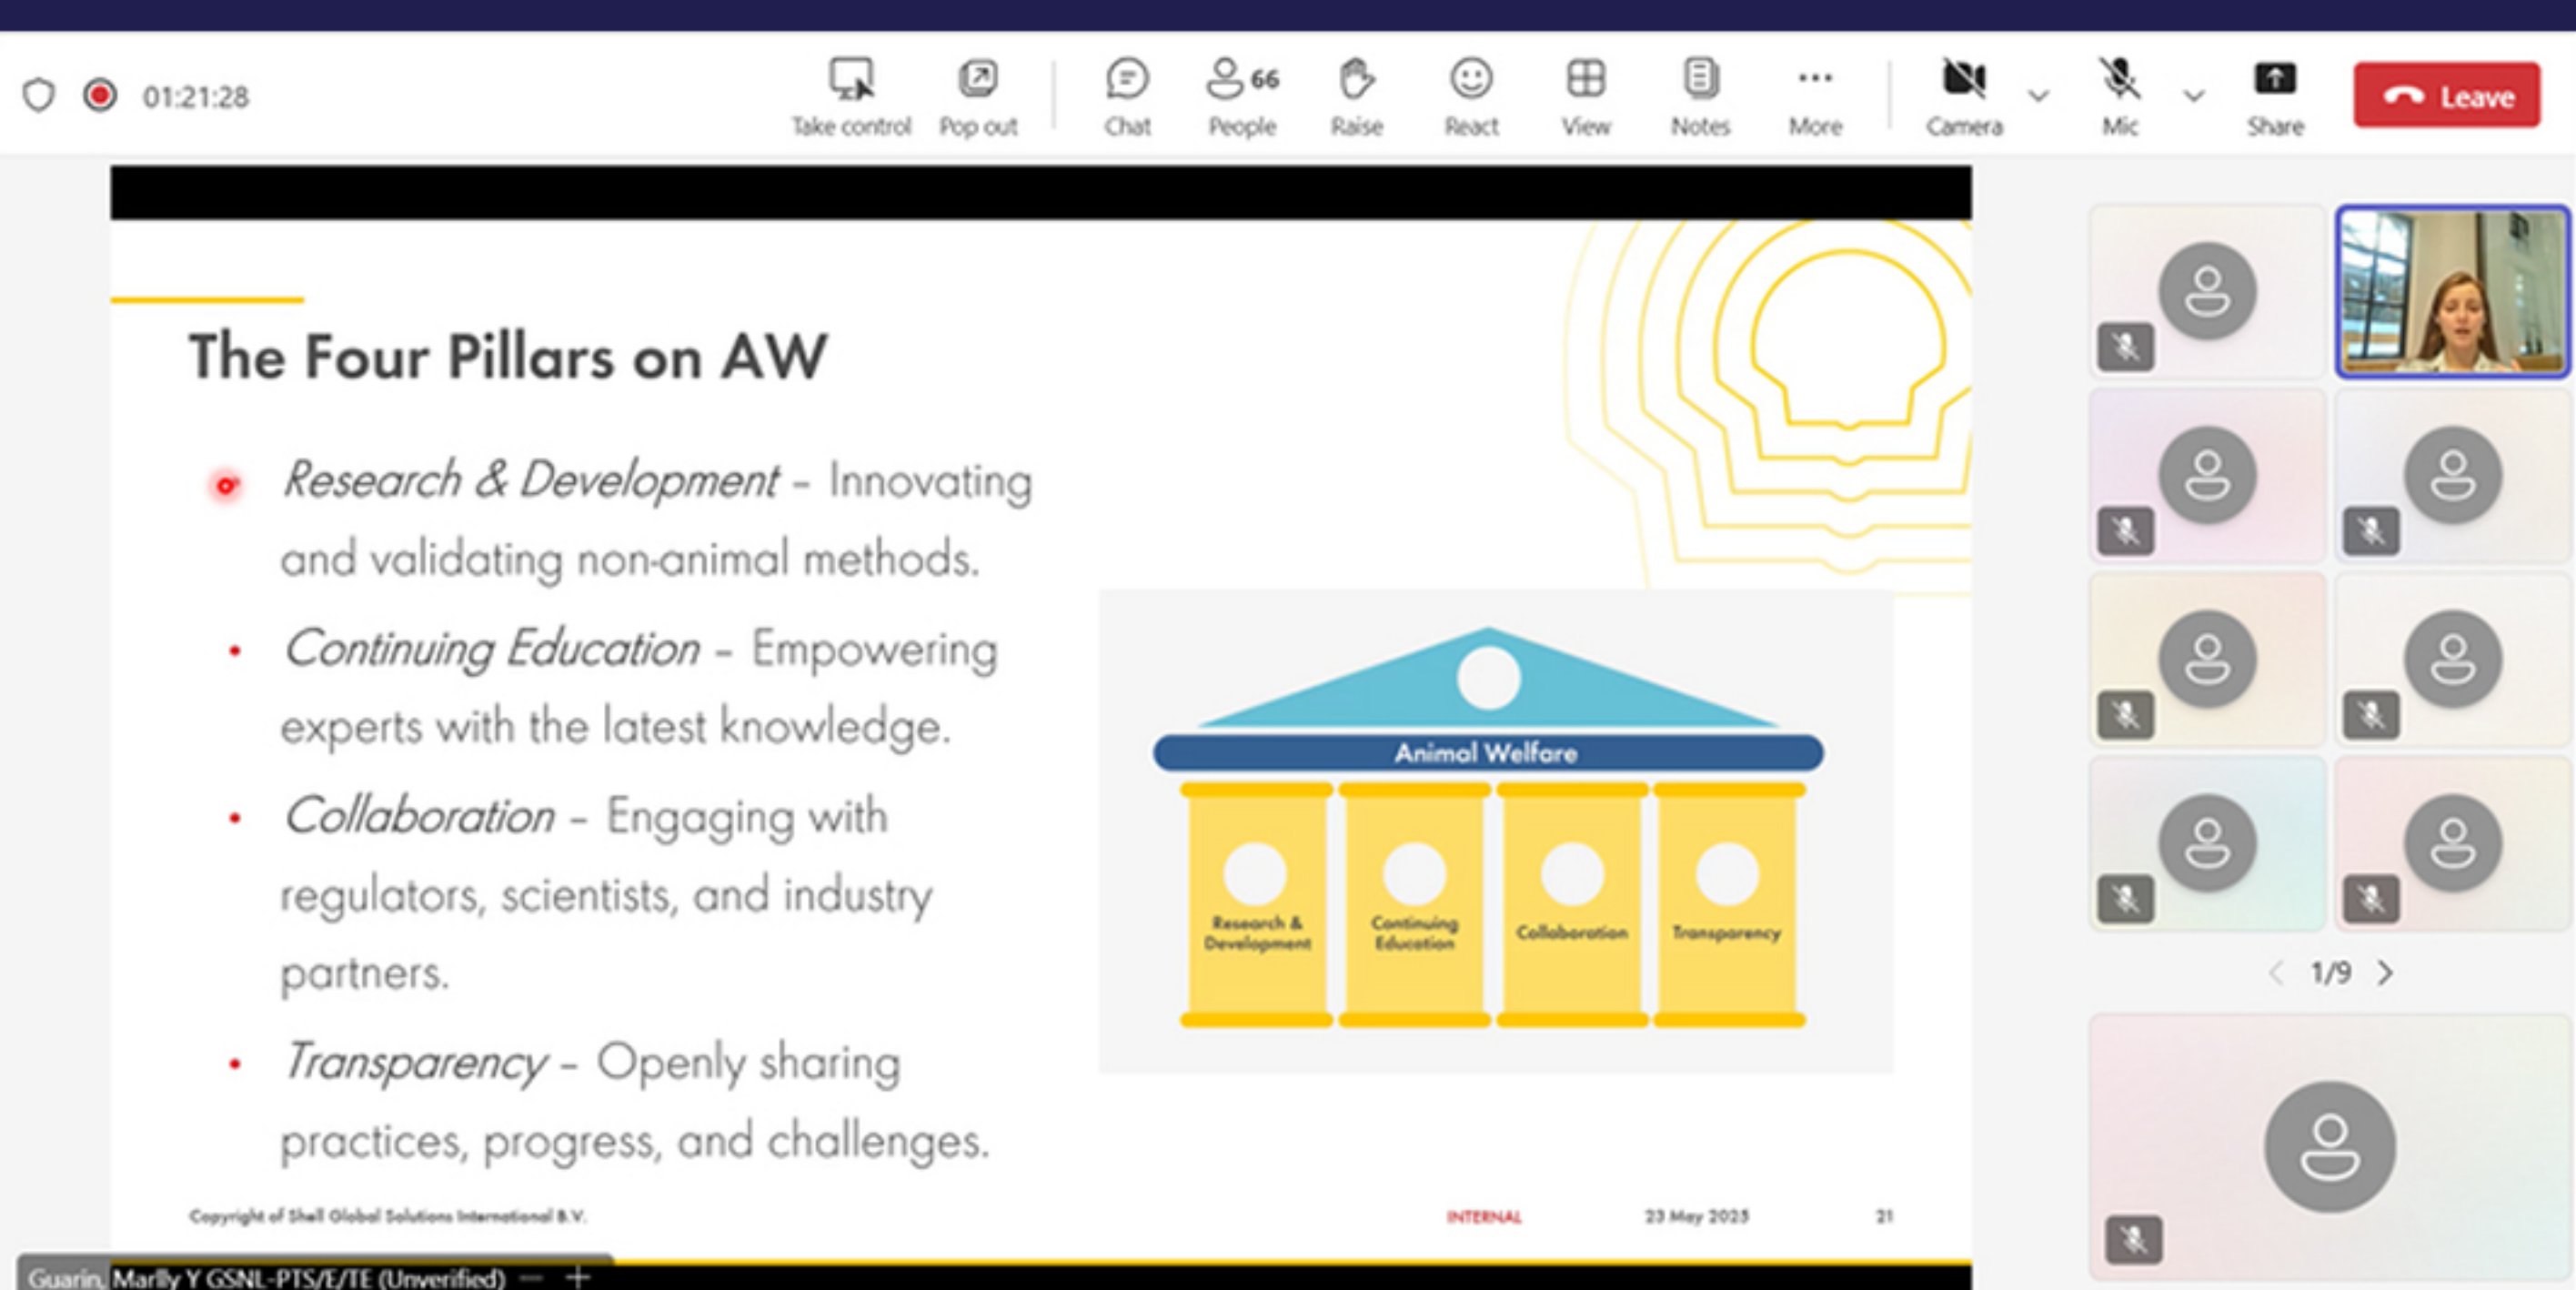 01:21:28
Take control
Pop out
Chat
66
People
Raise
React
View
Notes
More
Camera
Mic
Share
Leave
The Four Pillars on AW
• Research & Development – Innovating
and validating non-animal methods.
• Continuing Education – Empowering
experts with the latest knowledge.
• Collaboration – Engaging with
regulators, scientists, and industry
partners.
• Transparency – Openly sharing
practices, progress, and challenges.
Animal Welfare
Research &
Development
Continuing
Education
Collaboration
Transparency
Copyright of Shell Global Solutions International B.V.
INTERNAL
23 May 2025
21
1/9
Guarin, Marlly Y GSNL-PTS/E/TE (Unverified)